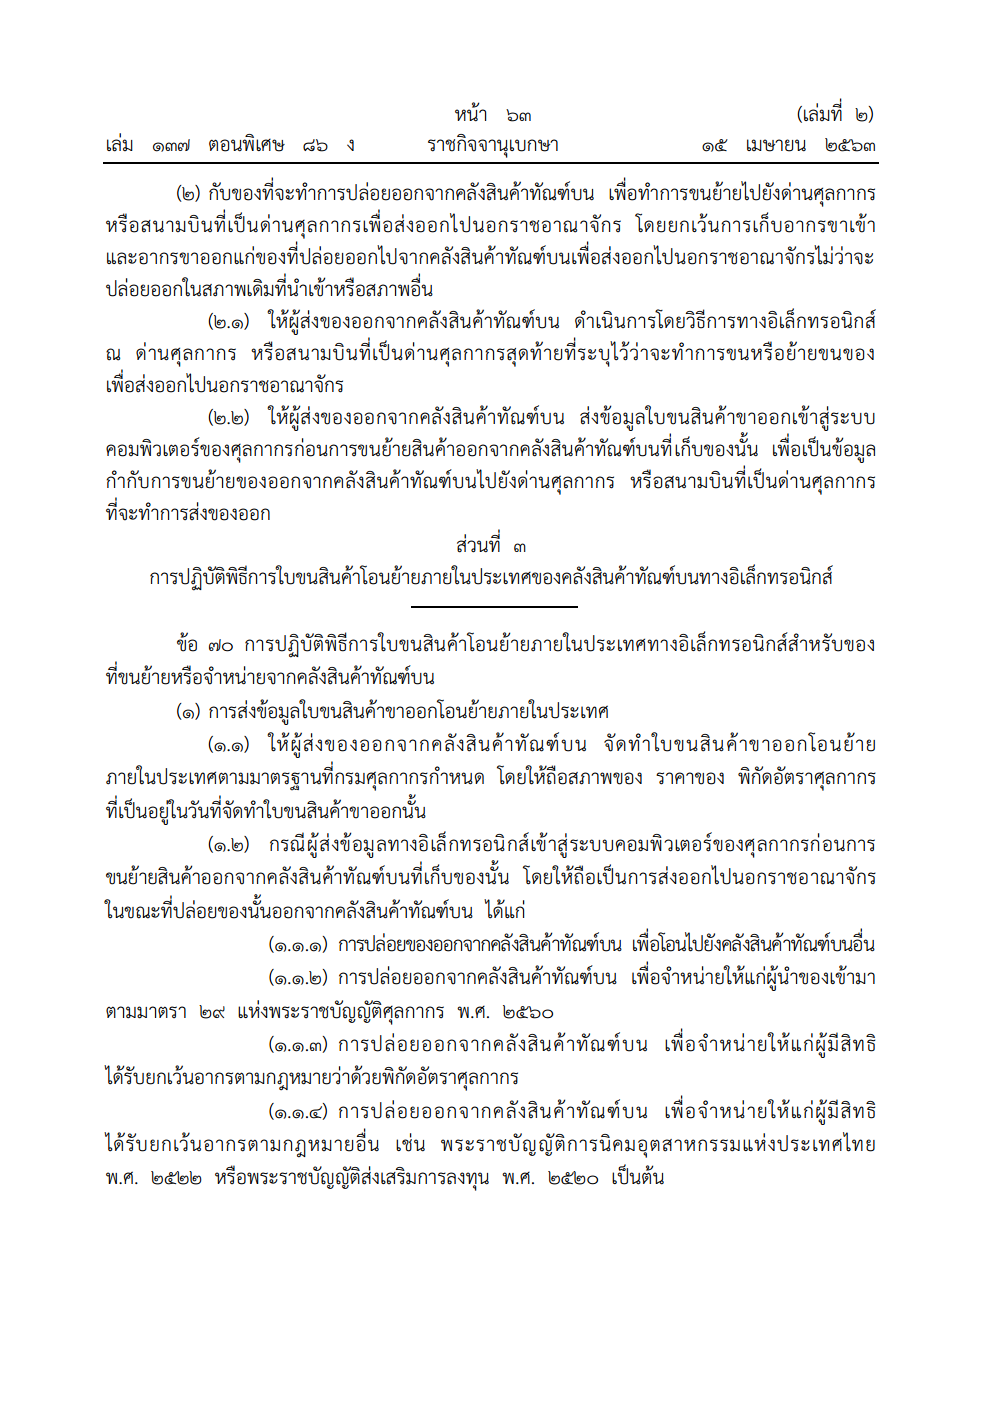 หน้า ๖๓ (เล่มที่ ๒)
เล่ม ๑๓๗ ตอนพิเศษ ๘๖ ง ราชกิจจานุเบกษา ๑๕ เมษายน ๒๕๖๓
(๒) กับของที่จะทำการปล่อยออกจากคลังสินค้าทัณฑ์บน เพื่อทำการขนย้ายไปยังด่านศุลกากร
หรือสนามบินที่เป็นด่านศุลกากรเพื่อส่งออกไปนอกราชอาณาจักร โดยยกเว้นการเก็บอากรขาเข้า
และอากรขาออกแก่ของที่ปล่อยออกไปจากคลังสินค้าทัณฑ์บนเพื่อส่งออกไปนอกราชอาณาจักรไม่ว่าจะ
ปล่อยออกในสภาพเดิมที่นำเข้าหรือสภาพอื่น
(๒.๑) ให้ผู้ส่งของออกจากคลังสินค้าทัณฑ์บน ดำเนินการโดยวิธีการทางอิเล็กทรอนิกส์
ณ ด่านศุลกากร หรือสนามบินที่เป็นด่านศุลกากรสุดท้ายที่ระบุไว้ว่าจะทำการขนหรือย้ายขนของ
เพื่อส่งออกไปนอกราชอาณาจักร
(๒.๒) ให้ผู้ส่งของออกจากคลังสินค้าทัณฑ์บน ส่งข้อมูลใบขนสินค้าขาออกเข้าสู่ระบบ
คอมพิวเตอร์ของศุลกากรก่อนการขนย้ายสินค้าออกจากคลังสินค้าทัณฑ์บนที่เก็บของนั้น เพื่อเป็นข้อมูล
กำกับการขนย้ายของออกจากคลังสินค้าทัณฑ์บนไปยังด่านศุลกากร หรือสนามบินที่เป็นด่านศุลกากร
ที่จะทำการส่งของออก
ส่วนที่ ๓
การปฏิบัติพิธีการใบขนสินค้าโอนย้ายภายในประเทศของคลังสินค้าทัณฑ์บนทางอิเล็กทรอนิกส์
ข้อ ๗๐ การปฏิบัติพิธีการใบขนสินค้าโอนย้ายภายในประเทศทางอิเล็กทรอนิกส์สำหรับของ
ที่ขนย้ายหรือจำหน่ายจากคลังสินค้าทัณฑ์บน
(๑) การส่งข้อมูลใบขนสินค้าขาออกโอนย้ายภายในประเทศ
(๑.๑) ให้ผู้ส่งของออกจากคลังสินค้าทัณฑ์บน จัดทำใบขนสินค้าขาออกโอนย้าย
ภายในประเทศตามมาตรฐานที่กรมศุลกากรกำหนด โดยให้ถือสภาพของ ราคาของ พิกัดอัตราศุลกากร
ที่เป็นอยู่ในวันที่จัดทำใบขนสินค้าขาออกนั้น
(๑.๒) กรณีผู้ส่งข้อมูลทางอิเล็กทรอนิกส์เข้าสู่ระบบคอมพิวเตอร์ของศุลกากรก่อนการ
ขนย้ายสินค้าออกจากคลังสินค้าทัณฑ์บนที่เก็บของนั้น โดยให้ถือเป็นการส่งออกไปนอกราชอาณาจักร
ในขณะที่ปล่อยของนั้นออกจากคลังสินค้าทัณฑ์บน ได้แก่
(๑.๑.๑) การปล่อยของออกจากคลังสินค้าทัณฑ์บน เพื่อโอนไปยังคลังสินค้าทัณฑ์บนอื่น
(๑.๑.๒) การปล่อยออกจากคลังสินค้าทัณฑ์บน เพื่อจำหน่ายให้แก่ผู้นำของเข้ามา
ตามมาตรา ๒๙ แห่งพระราชบัญญัติศุลกากร พ.ศ. ๒๕๖๐
(๑.๑.๓) การปล่อยออกจากคลังสินค้าทัณฑ์บน เพื่อจำหน่ายให้แก่ผู้มีสิทธิ
ได้รับยกเว้นอากรตามกฎหมายว่าด้วยพิกัดอัตราศุลกากร
(๑.๑.๔) การปล่อยออกจากคลังสินค้าทัณฑ์บน เพื่อจำหน่ายให้แก่ผู้มีสิทธิ
ได้รับยกเว้นอากรตามกฎหมายอื่น เช่น พระราชบัญญัติการนิคมอุตสาหกรรมแห่งประเทศไทย
พ.ศ. ๒๕๒๒ หรือพระราชบัญญัติส่งเสริมการลงทุน พ.ศ. ๒๕๒๐ เป็นต้น